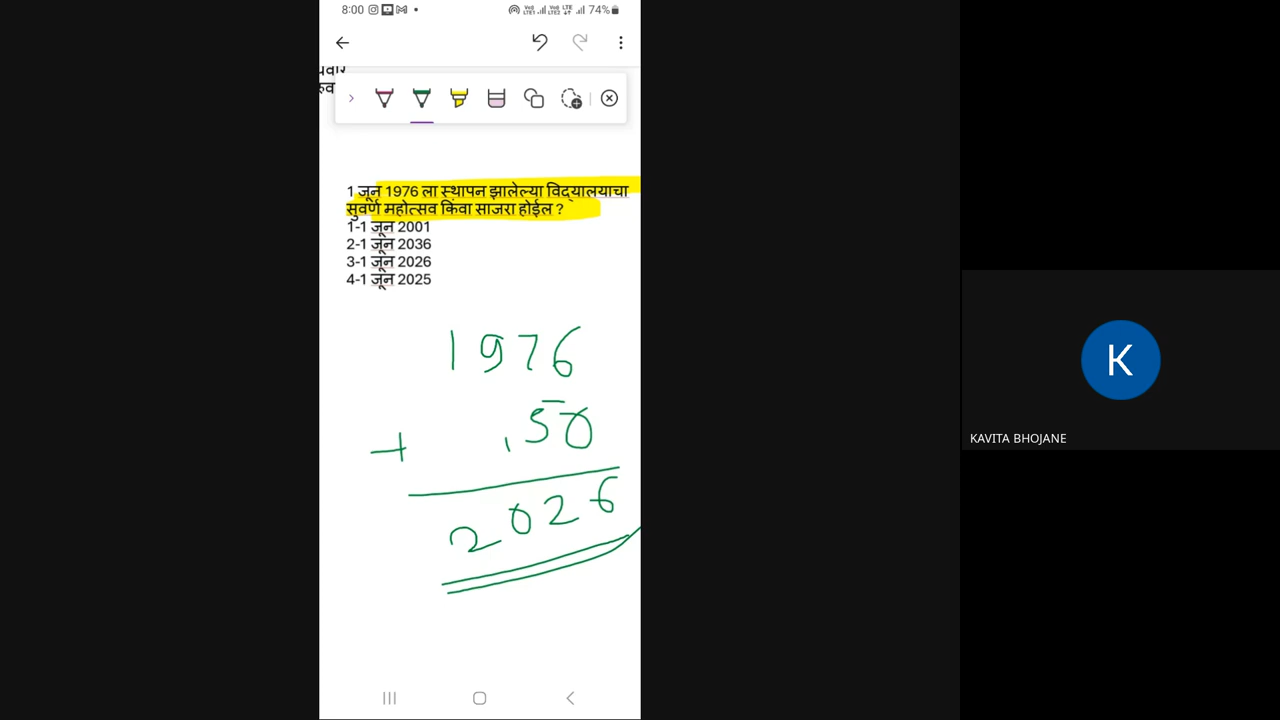 8:00
74%
1 जून 1976 ला स्थापन झालेल्या विद्यालयाचा
सुवर्ण महोत्सव किंवा साजरा होईल ?
1-1 जून 2001
2-1 जून 2036
3-1 जून 2026
4-1 जून 2025
1976
+ 50
2026
K
KAVITA BHOJANE